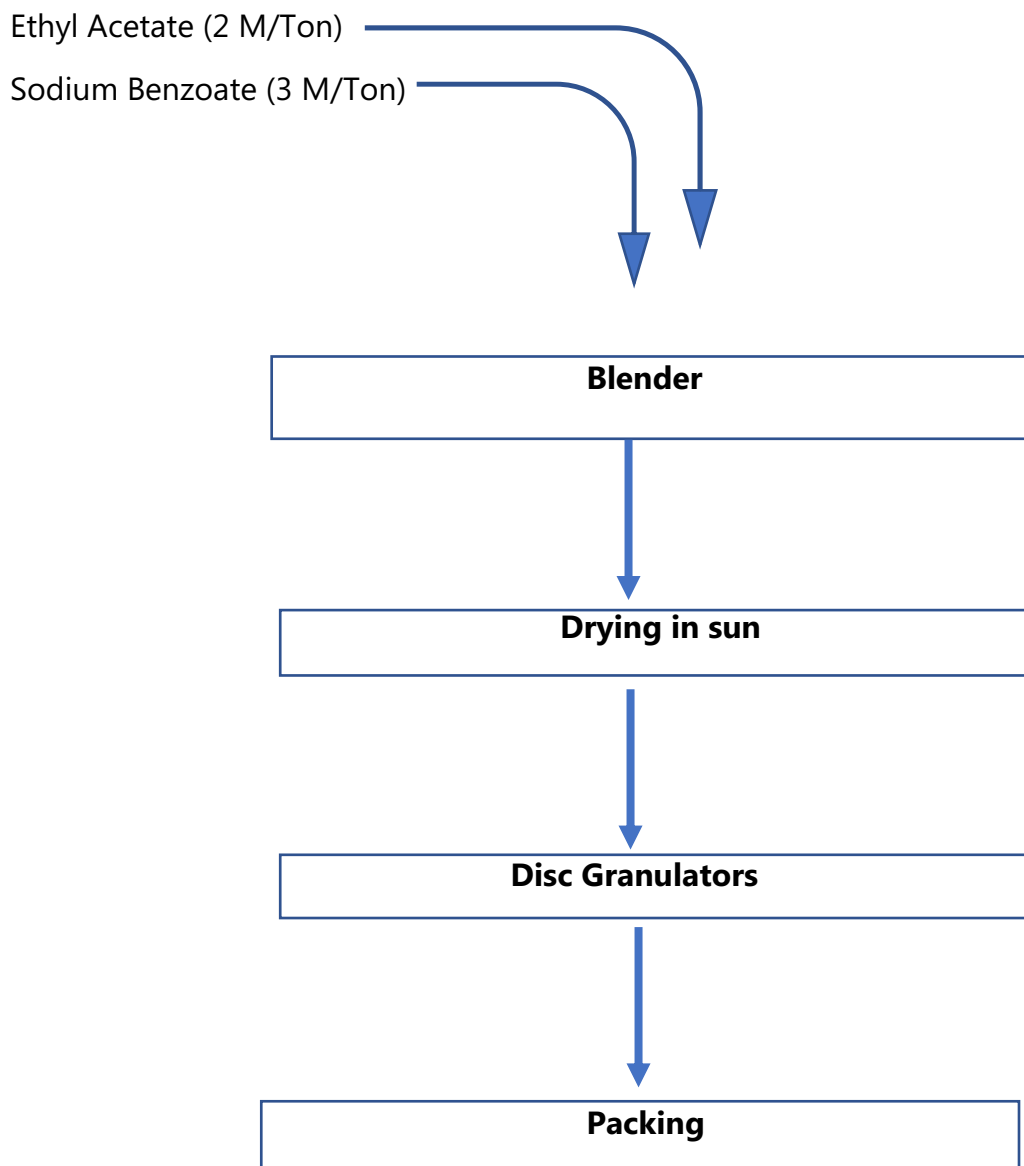 Ethyl Acetate (2 M/Ton)
Sodium Benzoate (3 M/Ton)
Blender
Drying in sun
Disc Granulators
Packing